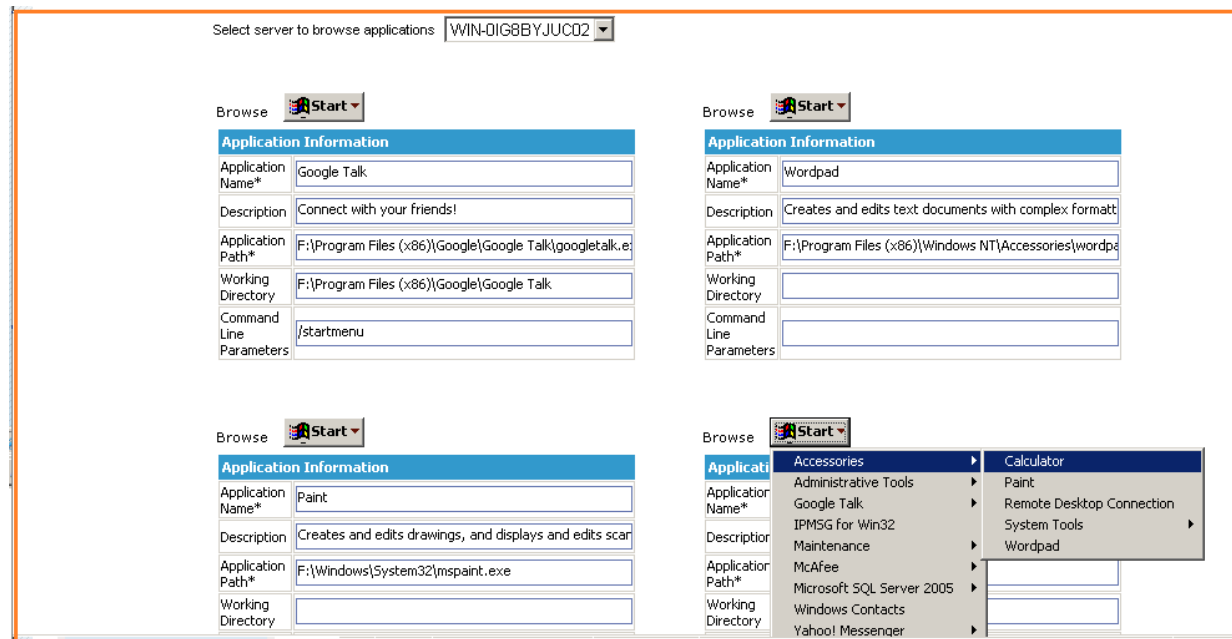 Select server to browse applications WIN-0IG8BYJUC02
Browse Start
Application Information
Application Name* Google Talk
Description Connect with your friends!
Application Path* F:\Program Files (x86)\Google\Google Talk\googletalk.e
Working Directory F:\Program Files (x86)\Google\Google Talk
Command Line Parameters /startmenu
Browse Start
Application Information
Application Name* Wordpad
Description Creates and edits text documents with complex formatt
Application Path* F:\Program Files (x86)\Windows NT\Accessories\wordpa
Working Directory
Command Line Parameters
Browse Start
Application Information
Application Name* Paint
Description Creates and edits drawings, and displays and edits scar
Application Path* F:\Windows\System32\mspaint.exe
Working Directory
Browse Start
Applicati
Application Name*
Description
Application Path*
Working Directory
Accessories
Administrative Tools
Google Talk
IPMSG for Win32
Maintenance
McAfee
Microsoft SQL Server 2005
Windows Contacts
Yahoo! Messenger
Calculator
Paint
Remote Desktop Connection
System Tools
Wordpad